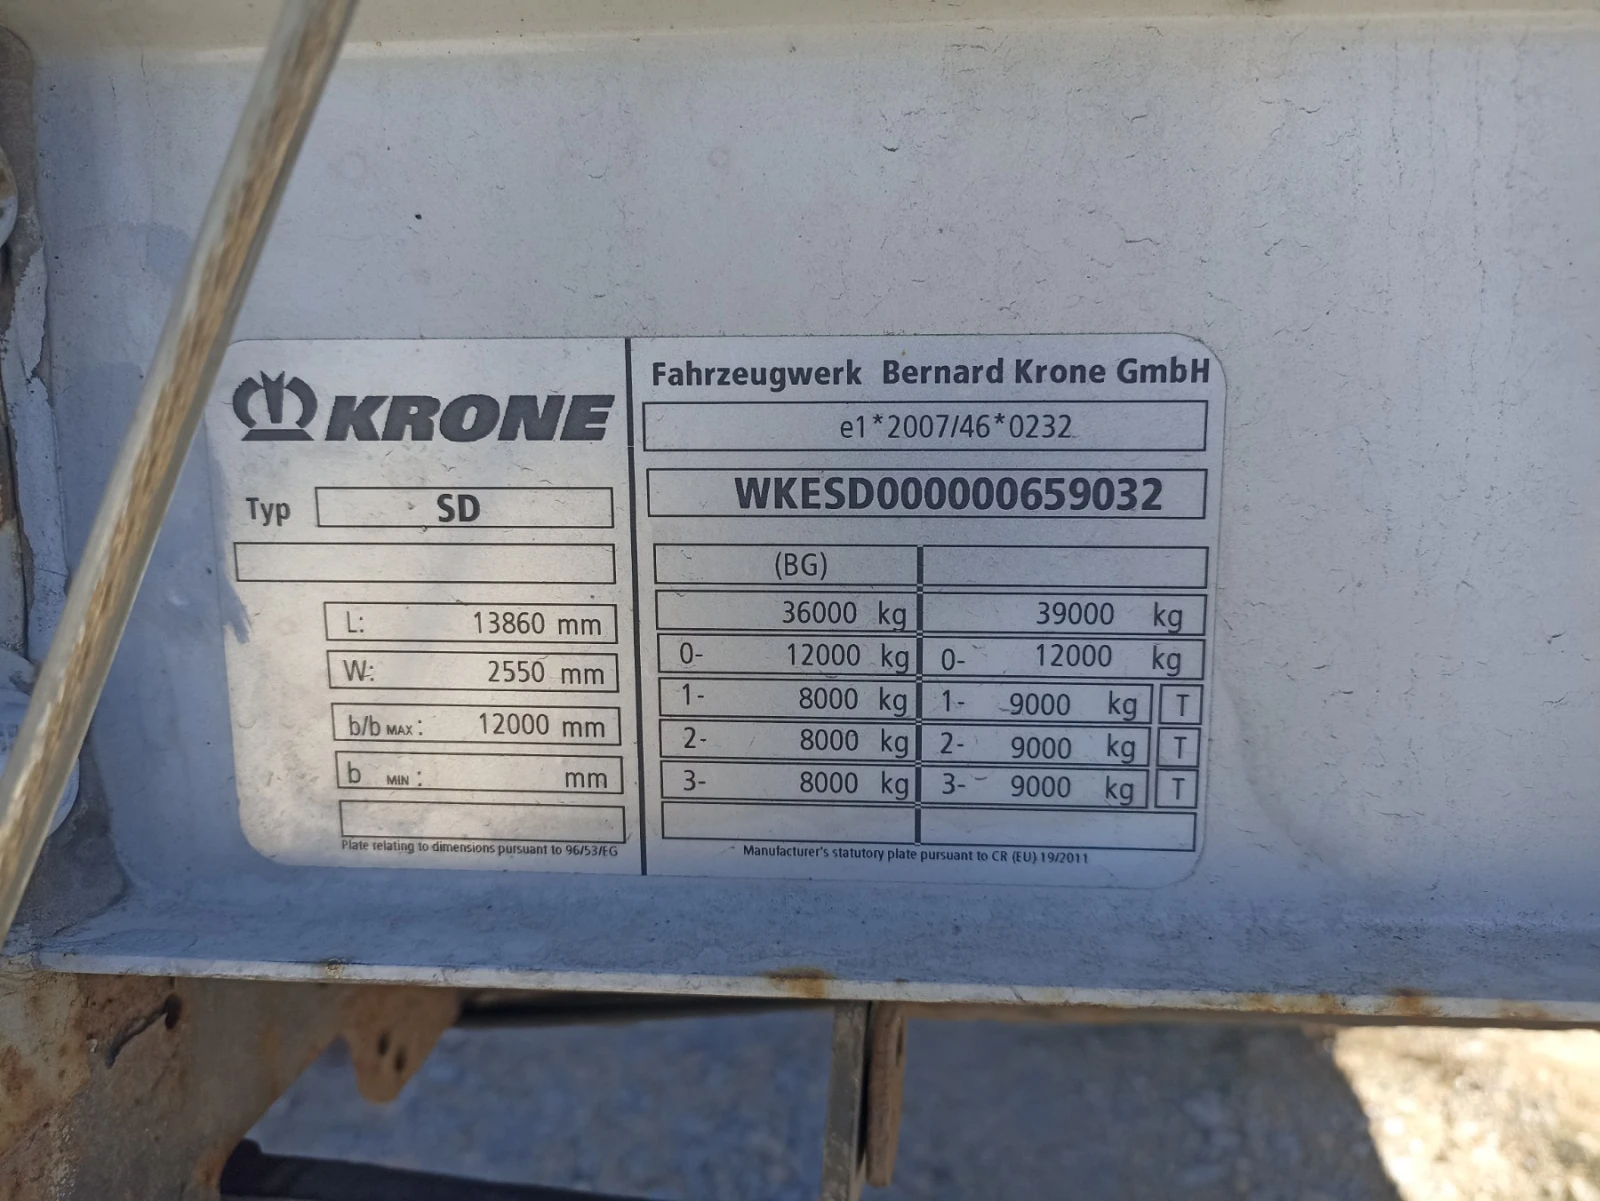 KRONE
Typ SD
L: 13860 mm
W: 2550 mm
b/b MAX: 12000 mm
b MIN: mm
Plate relating to dimensions pursuant to 96/53/EG
Fahrzeugwerk Bernard Krone GmbH
e1*2007/46*0232
WKESD000000659032
(BG)
36000 kg 39000 kg
0- 12000 kg 0- 12000 kg
1- 8000 kg 1- 9000 kg T
2- 8000 kg 2- 9000 kg T
3- 8000 kg 3- 9000 kg T
Manufacturer's statutory plate pursuant to CR (EU) 19/2011